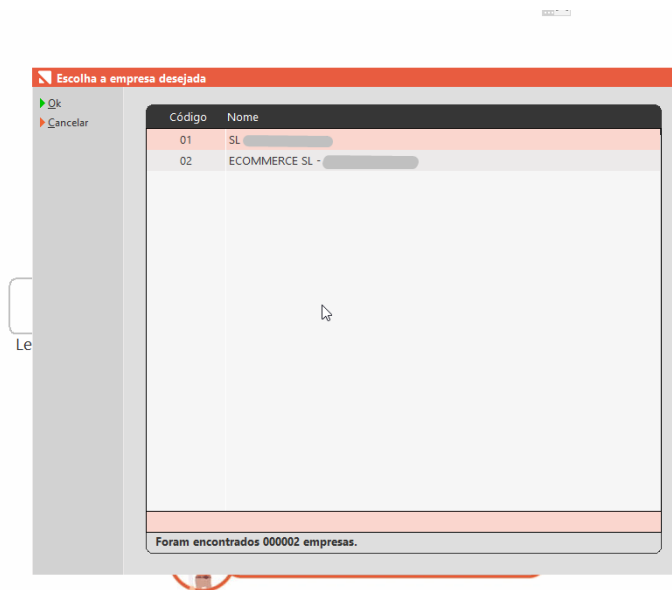 Escolha a empresa desejada
Ok
Cancelar
Código Nome
01 SL
02 ECOMMERCE SL -
Le
Foram encontrados 000002 empresas.